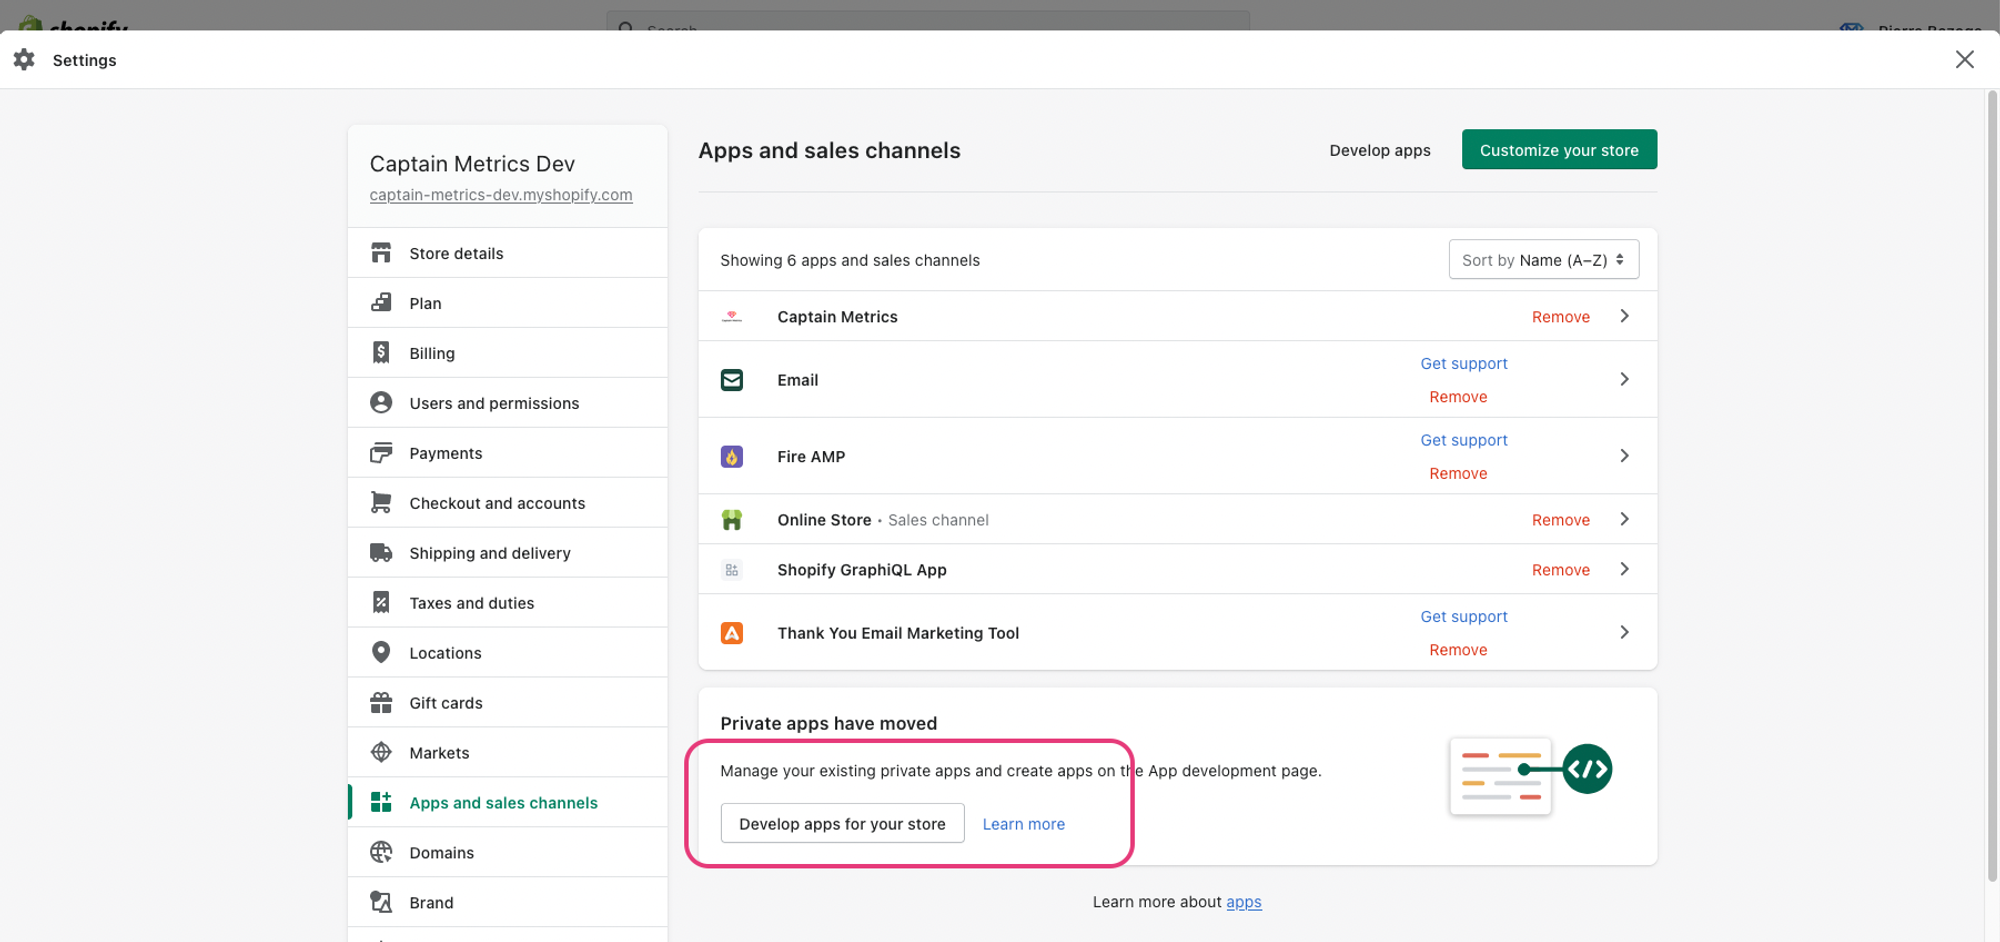 shopify
Search
Settings
Captain Metrics Dev
captain-metrics-dev.myshopify.com
Store details
Plan
Billing
Users and permissions
Payments
Checkout and accounts
Shipping and delivery
Taxes and duties
Locations
Gift cards
Markets
Apps and sales channels
Domains
Brand
Apps and sales channels
Develop apps
Customize your store
Showing 6 apps and sales channels
Sort by Name (A–Z)
Captain Metrics
Remove
Email
Get support
Remove
Fire AMP
Get support
Remove
Online Store • Sales channel
Remove
Shopify GraphiQL App
Remove
Thank You Email Marketing Tool
Get support
Remove
Private apps have moved
Manage your existing private apps and create apps on the App development page.
Develop apps for your store
Learn more
Learn more about apps